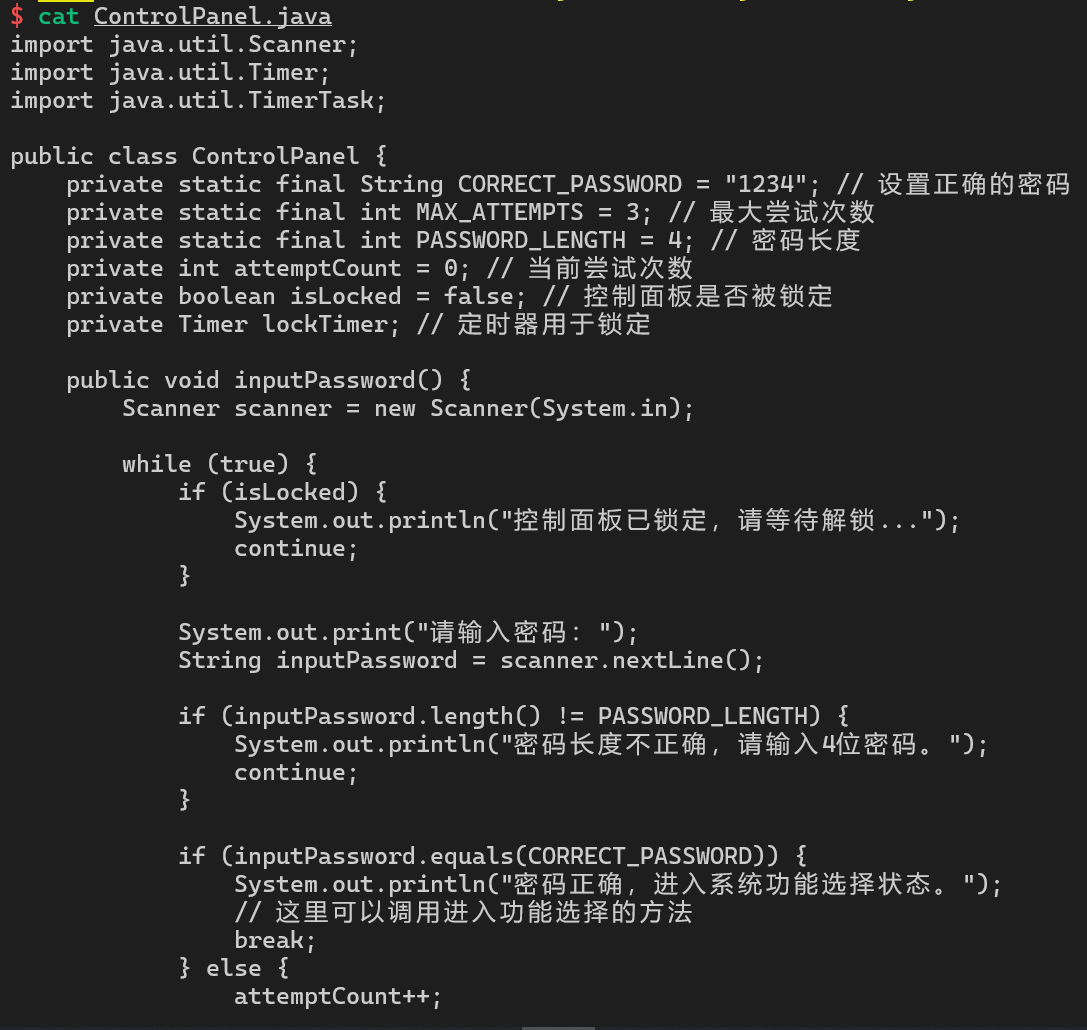 $ cat ControlPanel.java
import java.util.Scanner;
import java.util.Timer;
import java.util.TimerTask;

public class ControlPanel {
    private static final String CORRECT_PASSWORD = "1234"; // 设置正确的密码
    private static final int MAX_ATTEMPTS = 3; // 最大尝试次数
    private static final int PASSWORD_LENGTH = 4; // 密码长度
    private int attemptCount = 0; // 当前尝试次数
    private boolean isLocked = false; // 控制面板是否被锁定
    private Timer lockTimer; // 定时器用于锁定

    public void inputPassword() {
        Scanner scanner = new Scanner(System.in);

        while (true) {
            if (isLocked) {
                System.out.println("控制面板已锁定，请等待解锁...");
                continue;
            }

            System.out.print("请输入密码：");
            String inputPassword = scanner.nextLine();

            if (inputPassword.length() != PASSWORD_LENGTH) {
                System.out.println("密码长度不正确，请输入4位密码。");
                continue;
            }

            if (inputPassword.equals(CORRECT_PASSWORD)) {
                System.out.println("密码正确，进入系统功能选择状态。");
                // 这里可以调用进入功能选择的方法
                break;
            } else {
                attemptCount++;